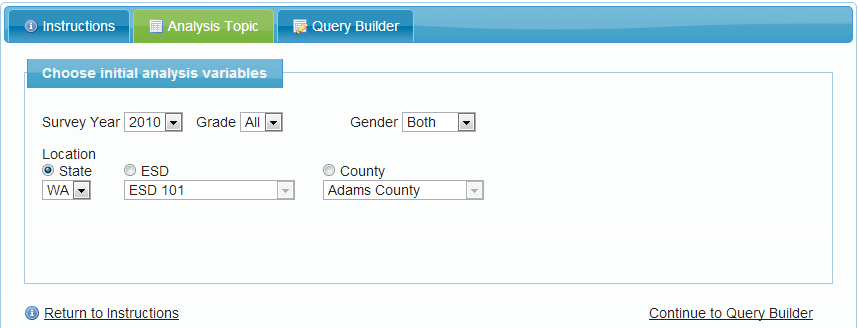 Instructions Analysis Topic Query Builder
Choose initial analysis variables
Survey Year 2010 Grade All Gender Both
Location
State ESD County
WA ESD 101 Adams County
Return to Instructions Continue to Query Builder